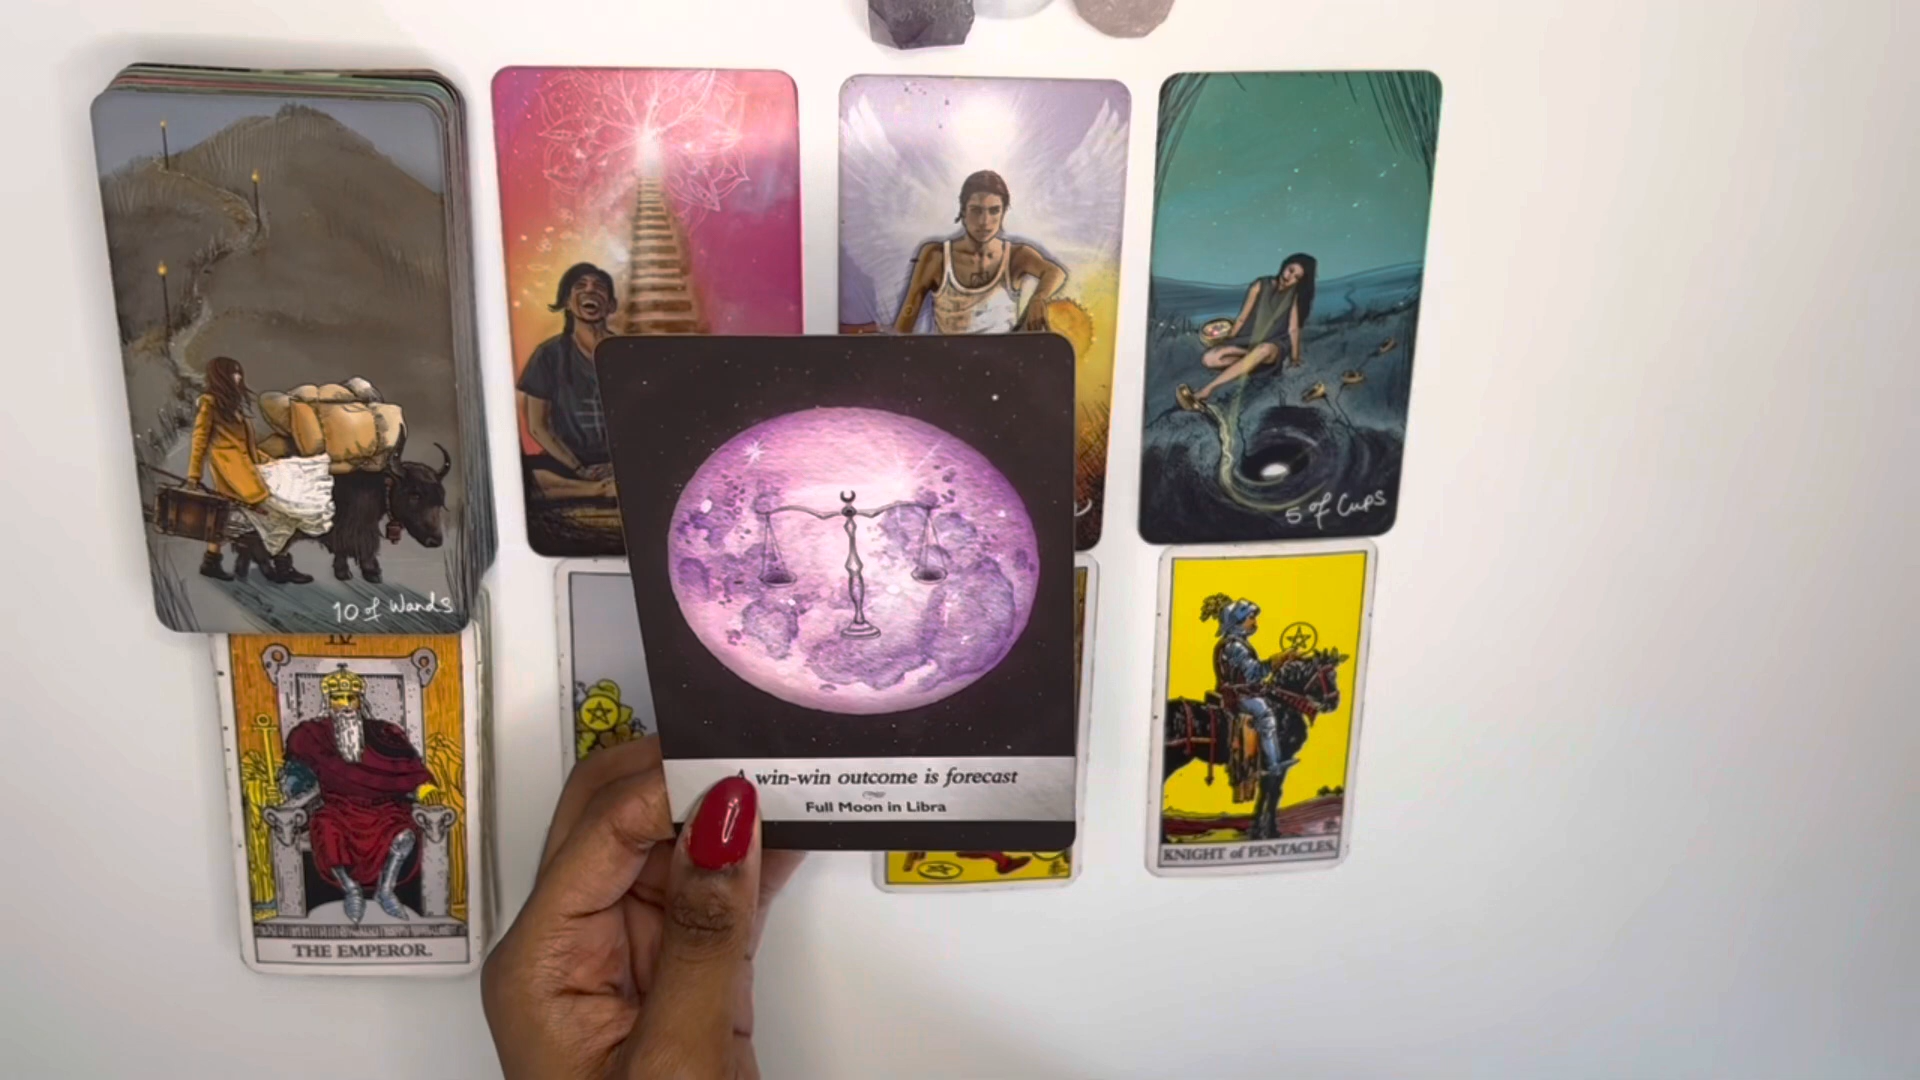 5 of Cups
10 of Wands
IV
THE EMPEROR.
A win-win outcome is forecast
Full Moon in Libra
KNIGHT of PENTACLES.